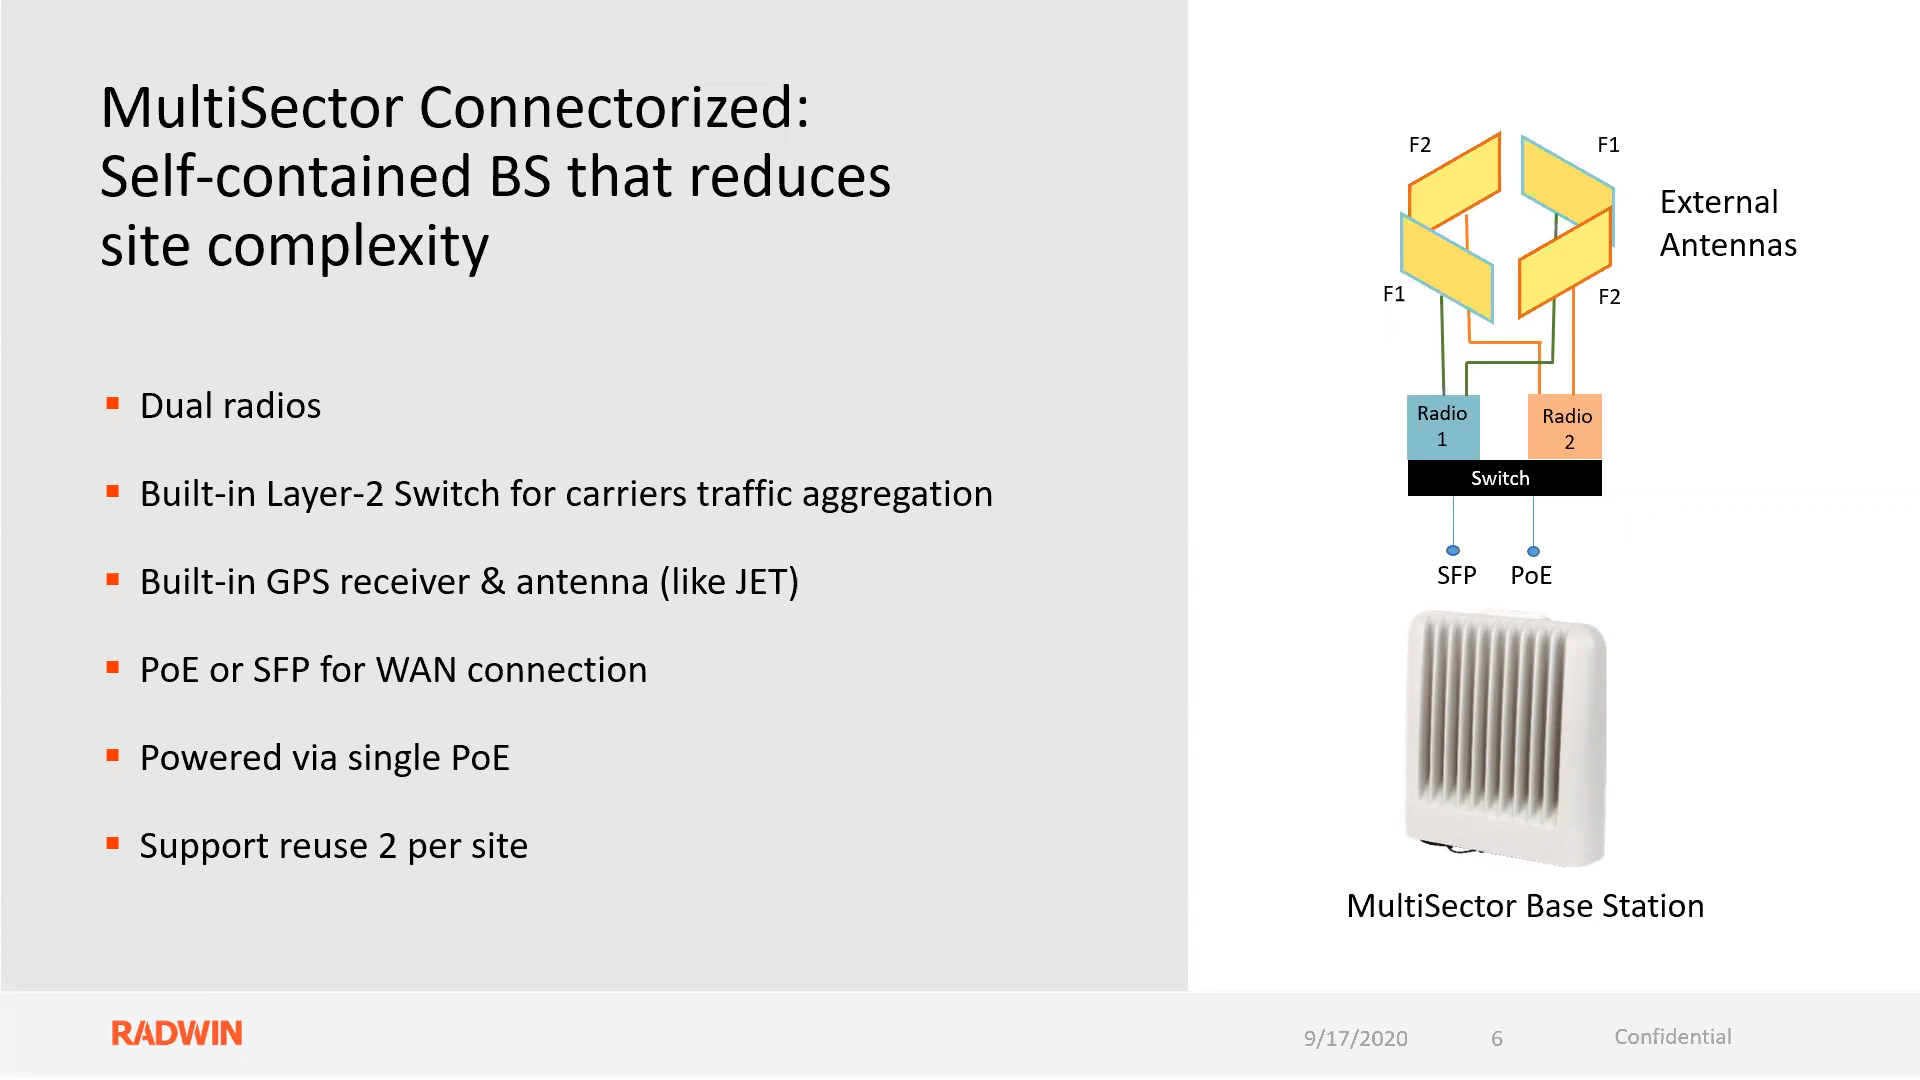 MultiSector Connectorized:
Self-contained BS that reduces
site complexity
Dual radios
Built-in Layer-2 Switch for carriers traffic aggregation
Built-in GPS receiver & antenna (like JET)
PoE or SFP for WAN connection
Powered via single PoE
Support reuse 2 per site
F2
F1
External
Antennas
F1
F2
Radio
1
Radio
2
Switch
SFP
PoE
MultiSector Base Station
RADWIN
9/17/2020
6
Confidential